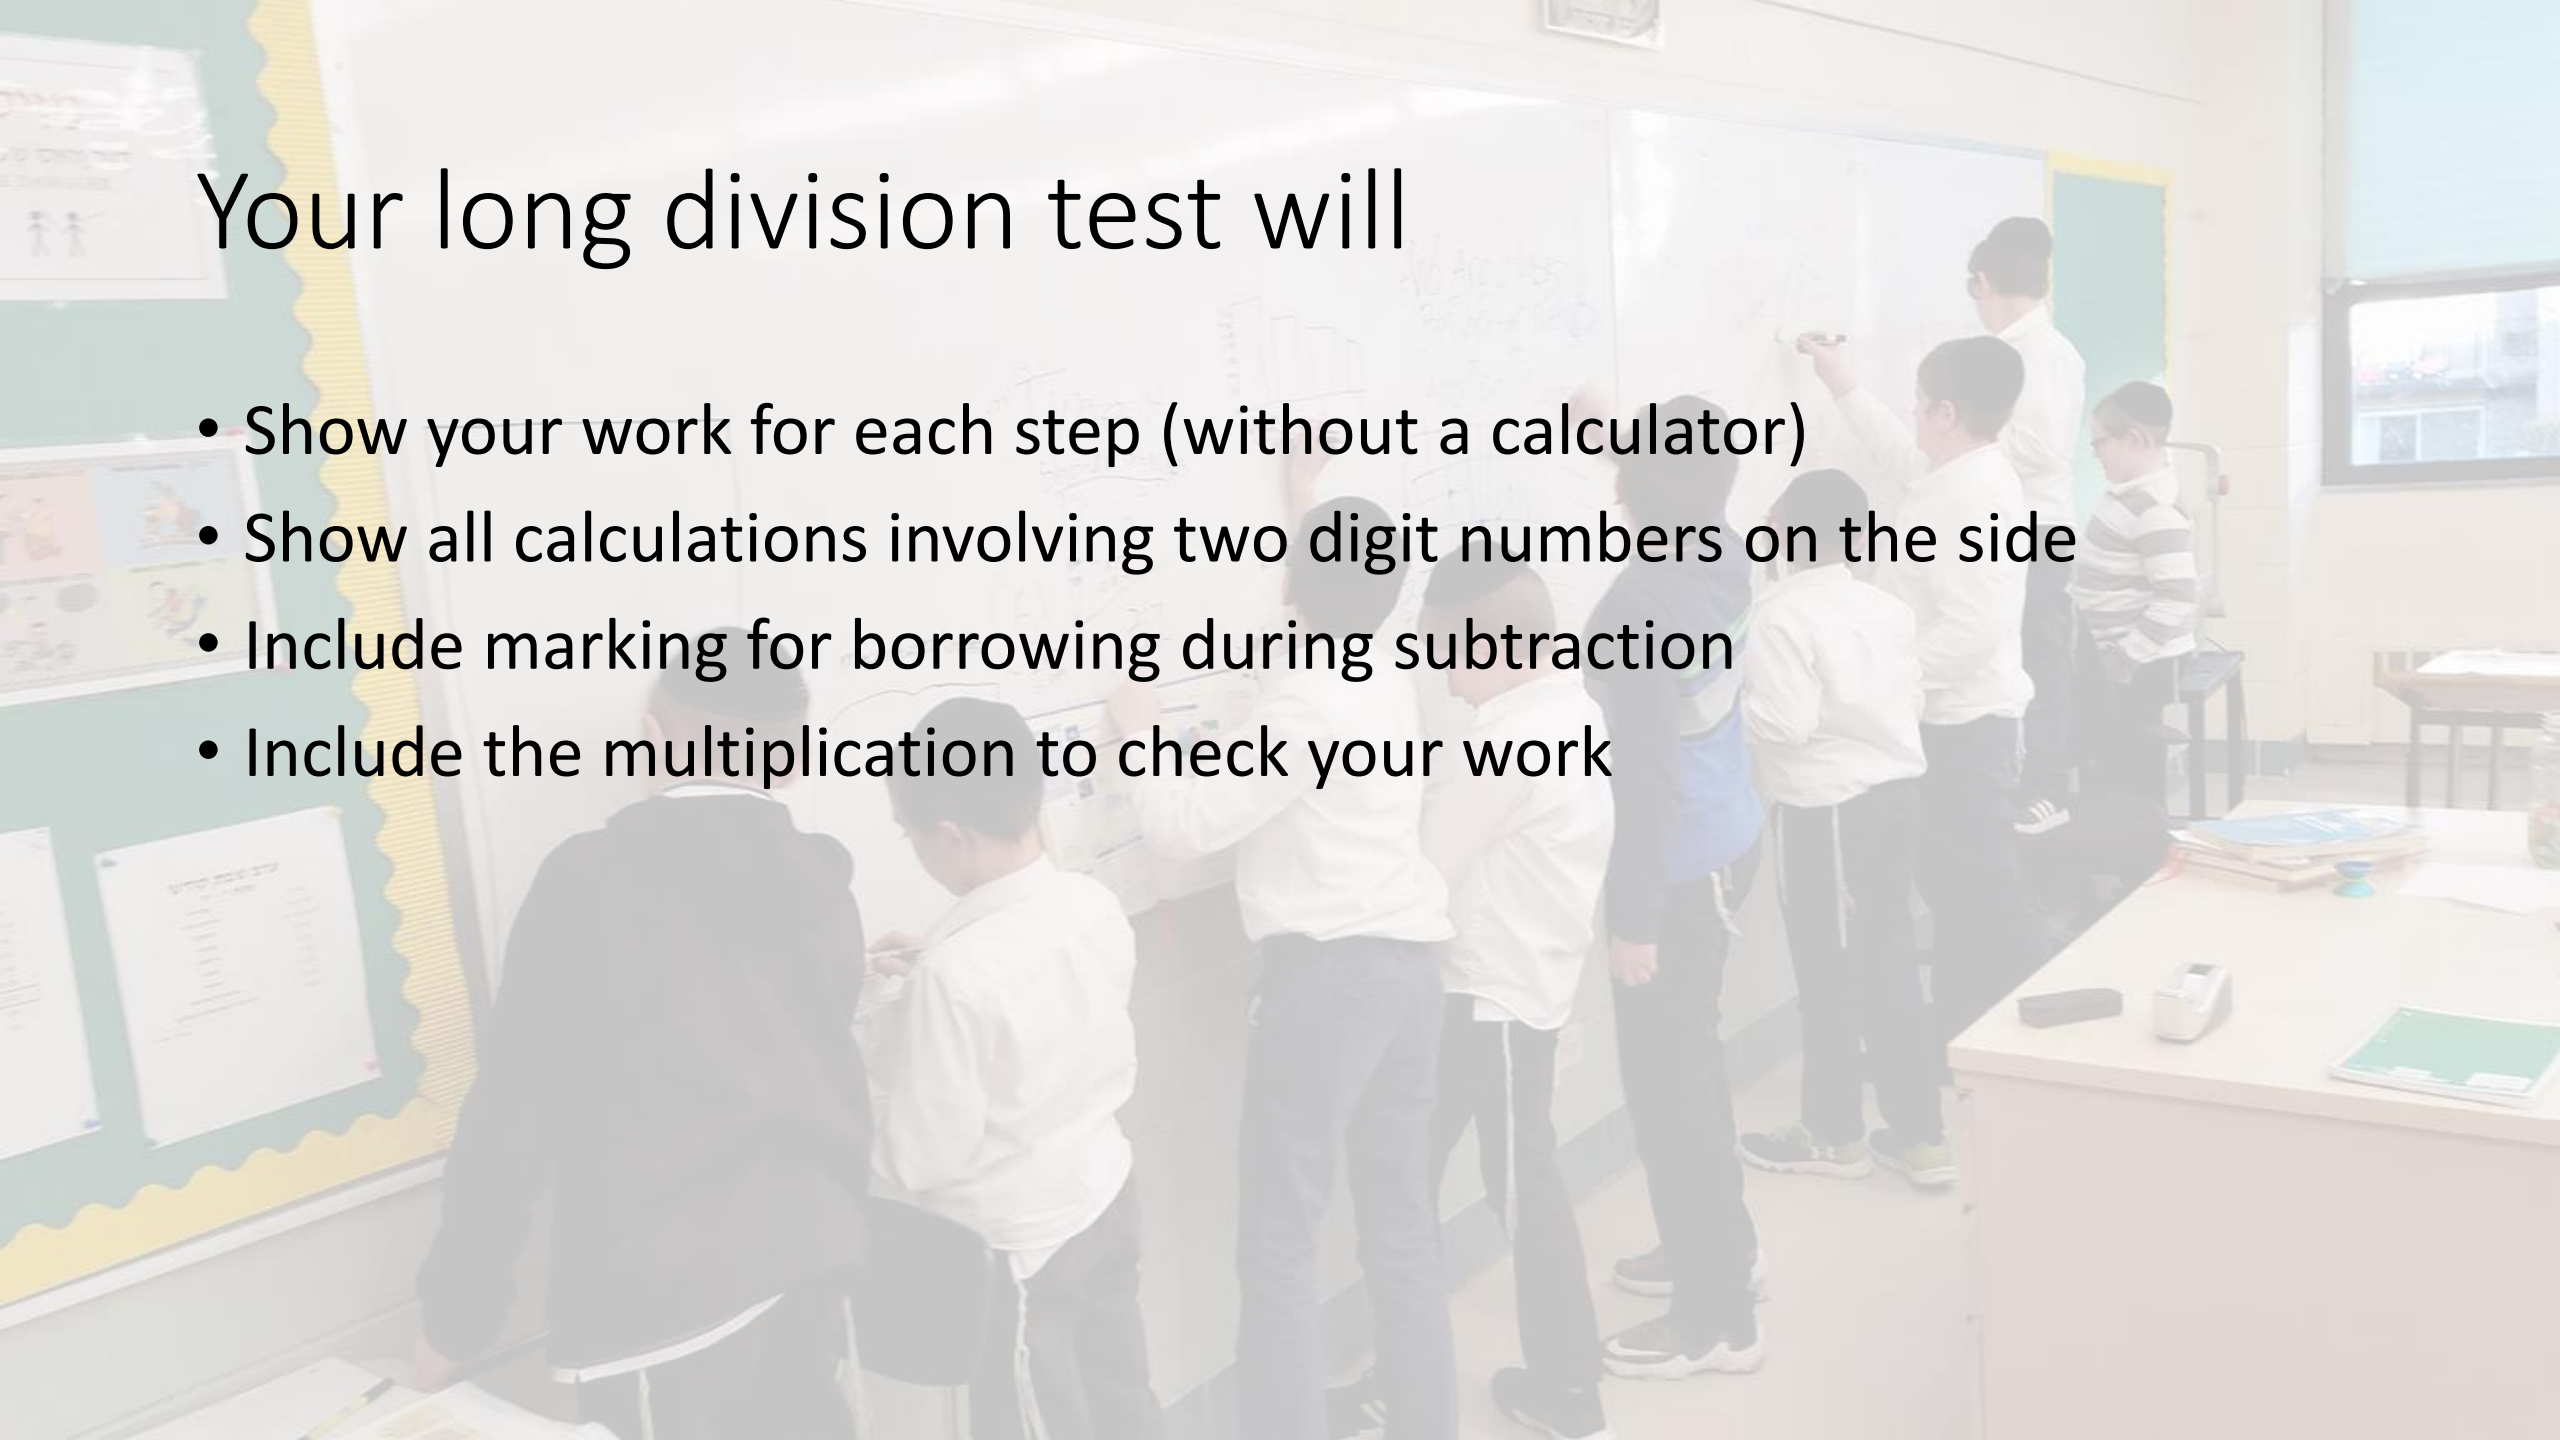 Your long division test will
• Show your work for each step (without a calculator)
• Show all calculations involving two digit numbers on the side
• Include marking for borrowing during subtraction
• Include the multiplication to check your work